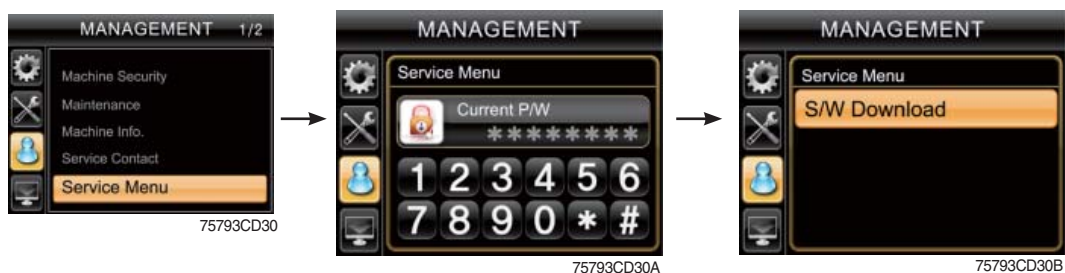 MANAGEMENT 1/2
Machine Security
Maintenance
Machine Info.
Service Contact
Service Menu
75793CD30
MANAGEMENT
Service Menu
Current P/W
********
1 2 3 4 5 6
7 8 9 0 * #
75793CD30A
MANAGEMENT
Service Menu
S/W Download
75793CD30B